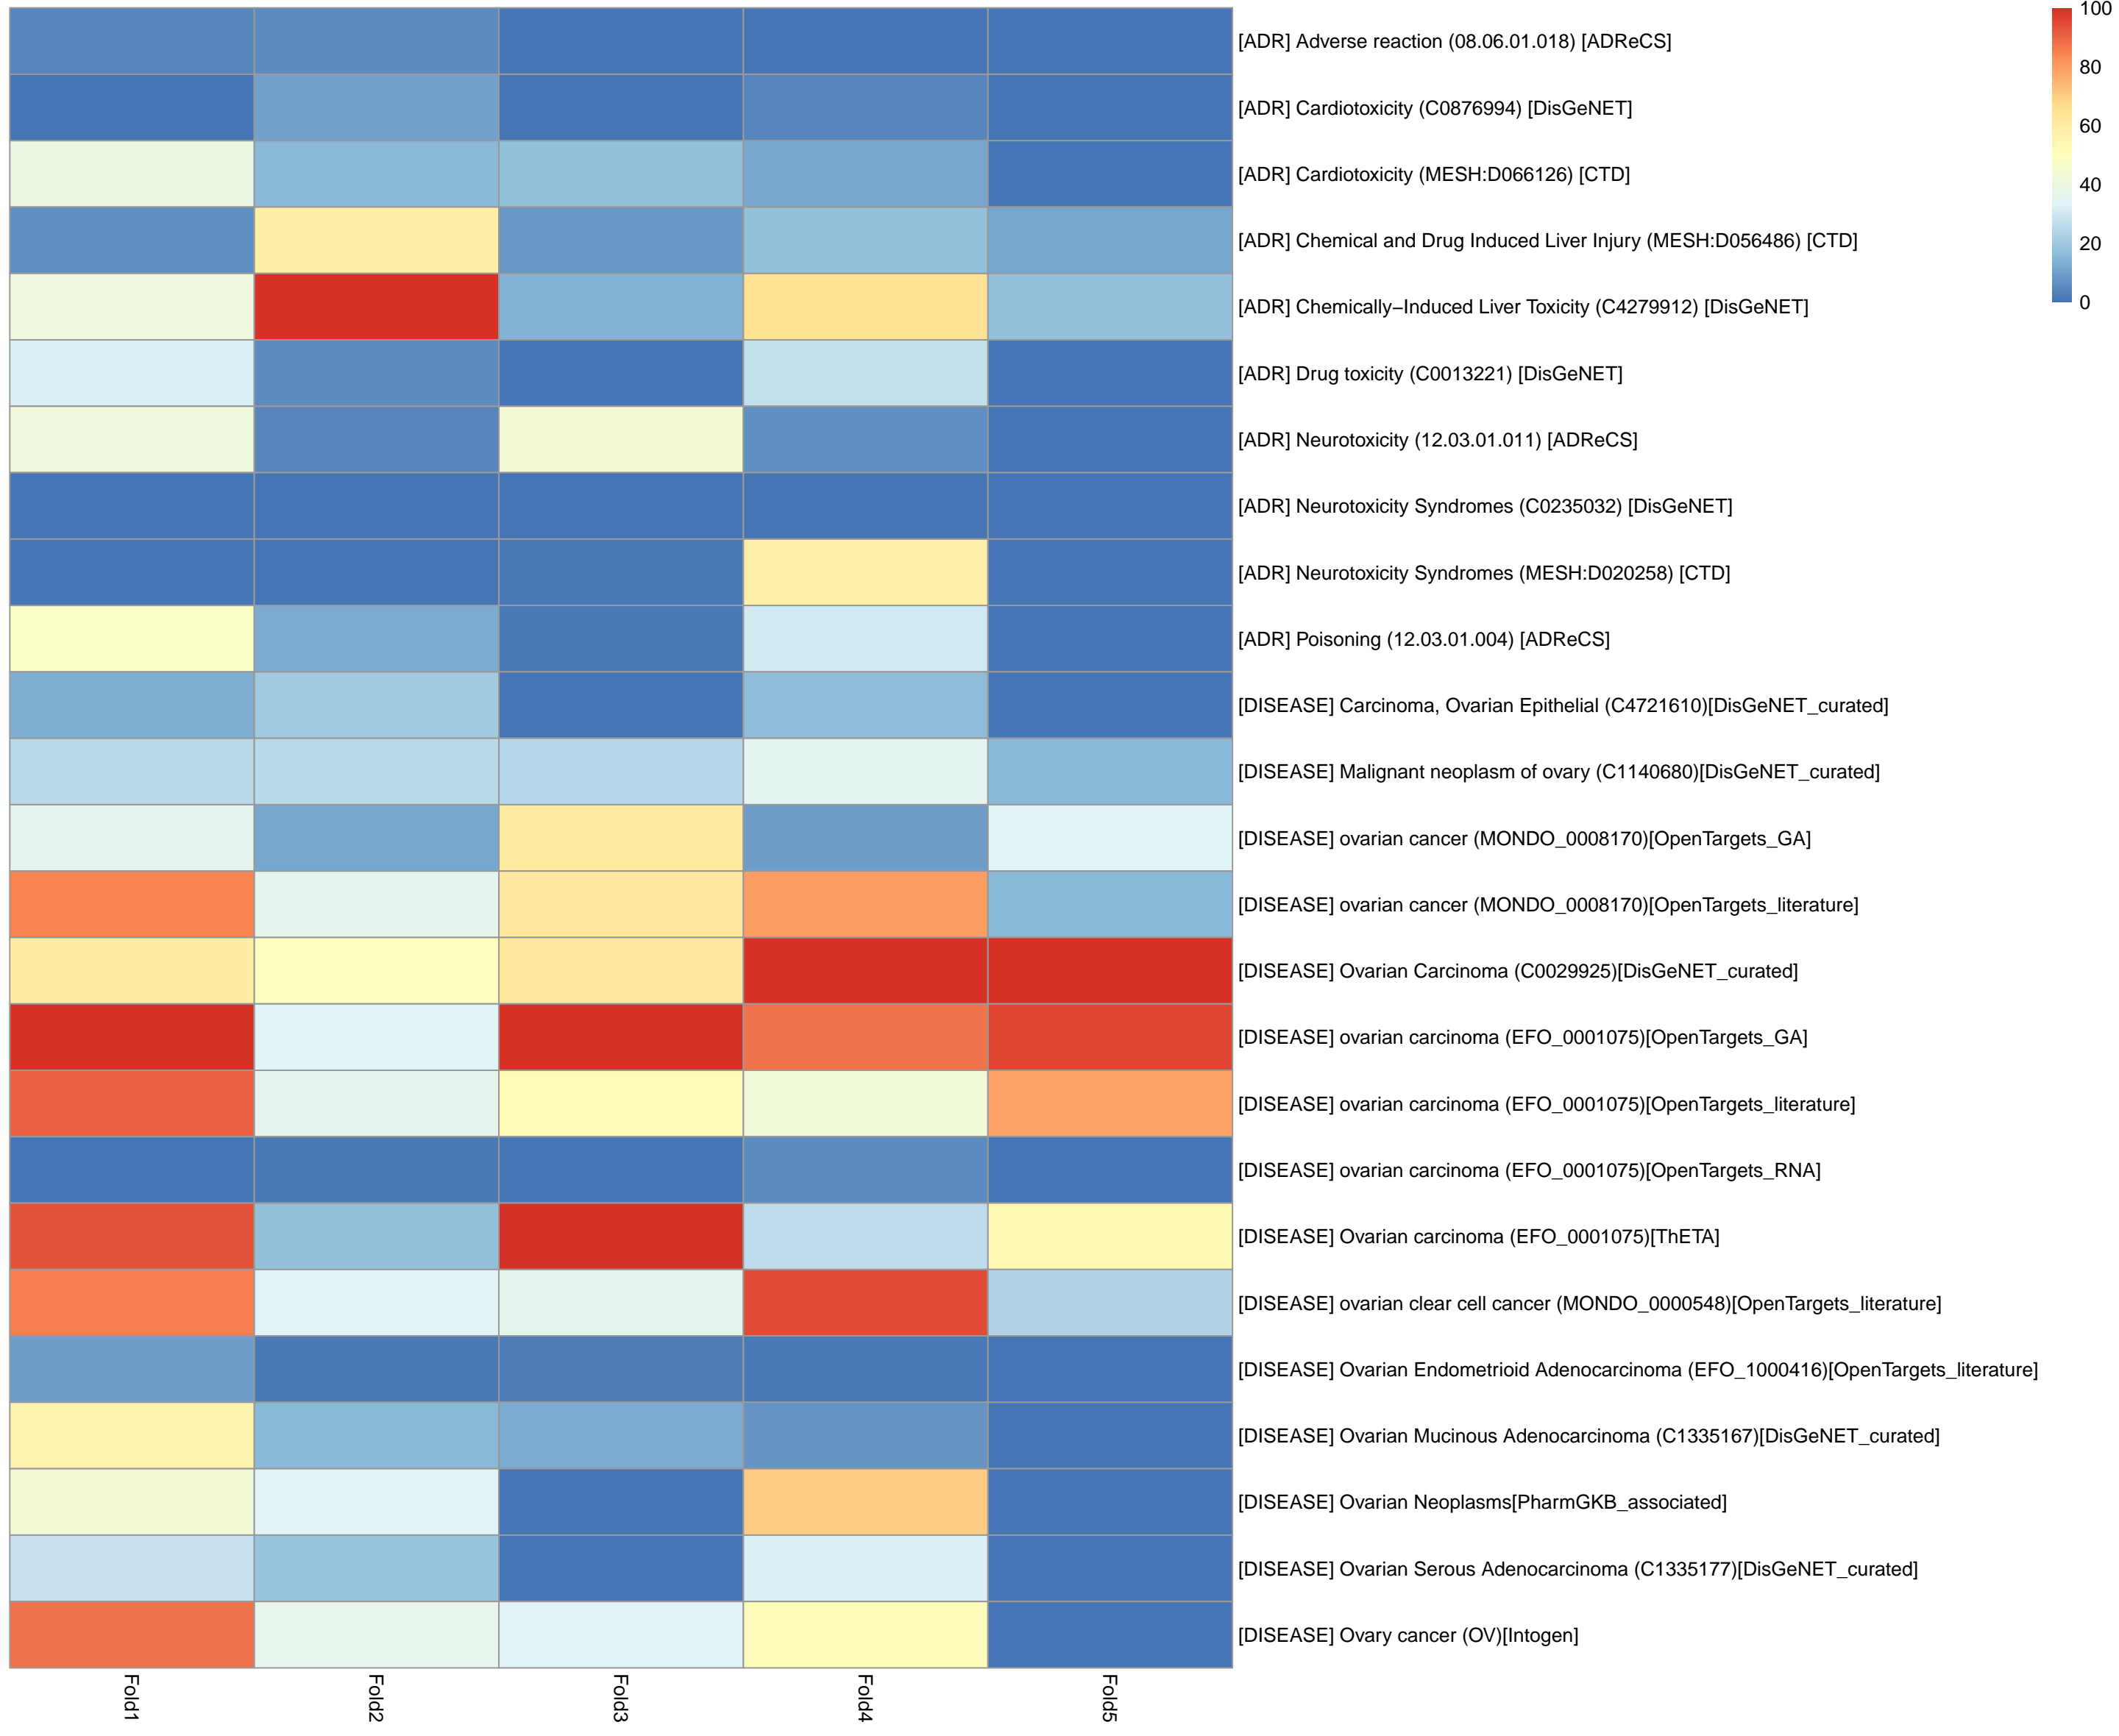 [ADR] Adverse reaction (08.06.01.018) [ADReCS]
[ADR] Cardiotoxicity (C0876994) [DisGeNET]
[ADR] Cardiotoxicity (MESH:D066126) [CTD]
[ADR] Chemical and Drug Induced Liver Injury (MESH:D056486) [CTD]
[ADR] Chemically−Induced Liver Toxicity (C4279912) [DisGeNET]
[ADR] Drug toxicity (C0013221) [DisGeNET]
[ADR] Neurotoxicity (12.03.01.011) [ADReCS]
[ADR] Neurotoxicity Syndromes (C0235032) [DisGeNET]
[ADR] Neurotoxicity Syndromes (MESH:D020258) [CTD]
[ADR] Poisoning (12.03.01.004) [ADReCS]
[DISEASE] Carcinoma, Ovarian Epithelial (C4721610)[DisGeNET_curated]
[DISEASE] Malignant neoplasm of ovary (C1140680)[DisGeNET_curated]
[DISEASE] ovarian cancer (MONDO_0008170)[OpenTargets_GA]
[DISEASE] ovarian cancer (MONDO_0008170)[OpenTargets_literature]
[DISEASE] Ovarian Carcinoma (C0029925)[DisGeNET_curated]
[DISEASE] ovarian carcinoma (EFO_0001075)[OpenTargets_GA]
[DISEASE] ovarian carcinoma (EFO_0001075)[OpenTargets_literature]
[DISEASE] ovarian carcinoma (EFO_0001075)[OpenTargets_RNA]
[DISEASE] Ovarian carcinoma (EFO_0001075)[ThETA]
[DISEASE] ovarian clear cell cancer (MONDO_0000548)[OpenTargets_literature]
[DISEASE] Ovarian Endometrioid Adenocarcinoma (EFO_1000416)[OpenTargets_literature]
[DISEASE] Ovarian Mucinous Adenocarcinoma (C1335167)[DisGeNET_curated]
[DISEASE] Ovarian Neoplasms[PharmGKB_associated]
[DISEASE] Ovarian Serous Adenocarcinoma (C1335177)[DisGeNET_curated]
[DISEASE] Ovary cancer (OV)[Intogen]
Fold1
Fold2
Fold3
Fold4
Fold5
100
80
60
40
20
0